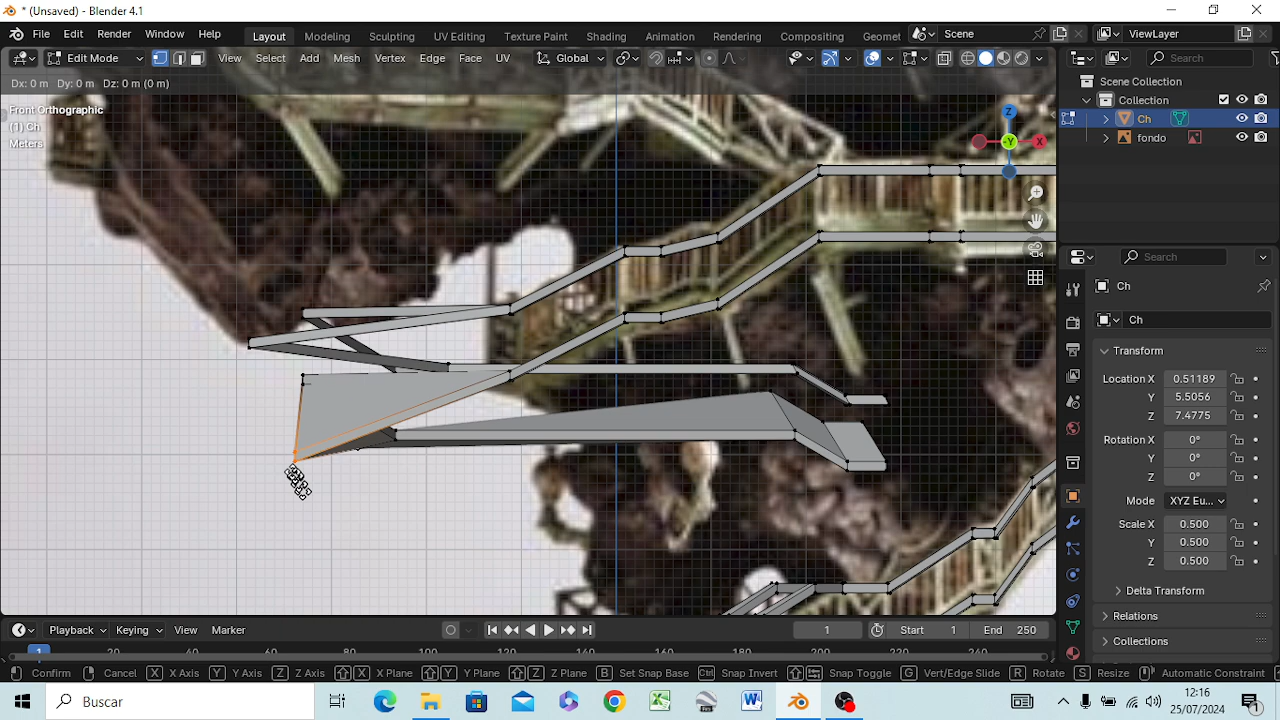 * (Unsaved) - Blender 4.1
File Edit Render Window Help
Layout Modeling Sculpting UV Editing Texture Paint Shading Animation Rendering Compositing Geomet
Scene
ViewLayer
Edit Mode View Select Add Mesh Vertex Edge Face UV Global
Dx: 0 m Dy: 0 m Dz: 0 m (0 m)
Front Orthographic
(1) Ch
Meters
Z
X
-Y
Search
Scene Collection
Collection
Ch
fondo
Search
Ch
Ch
Transform
Location X 0.51189
Y 5.5056
Z 7.4775
Rotation X 0°
Y 0°
Z 0°
Mode XYZ Eu...
Scale X 0.500
Y 0.500
Z 0.500
Delta Transform
Relations
Collections
Playback Keying View Marker
1 Start 1 End 250
1 20 40 60 80 100 120 140 160 180 200 220 240
Confirm Cancel X X Axis Y Y Axis Z Z Axis X X Plane Y Y Plane Z Z Plane B Set Snap Base Ctrl Snap Invert Snap Toggle G Vert/Edge Slide R Rotate S Resize Automatic Constraint
Buscar
12:16
25/07/2024
1